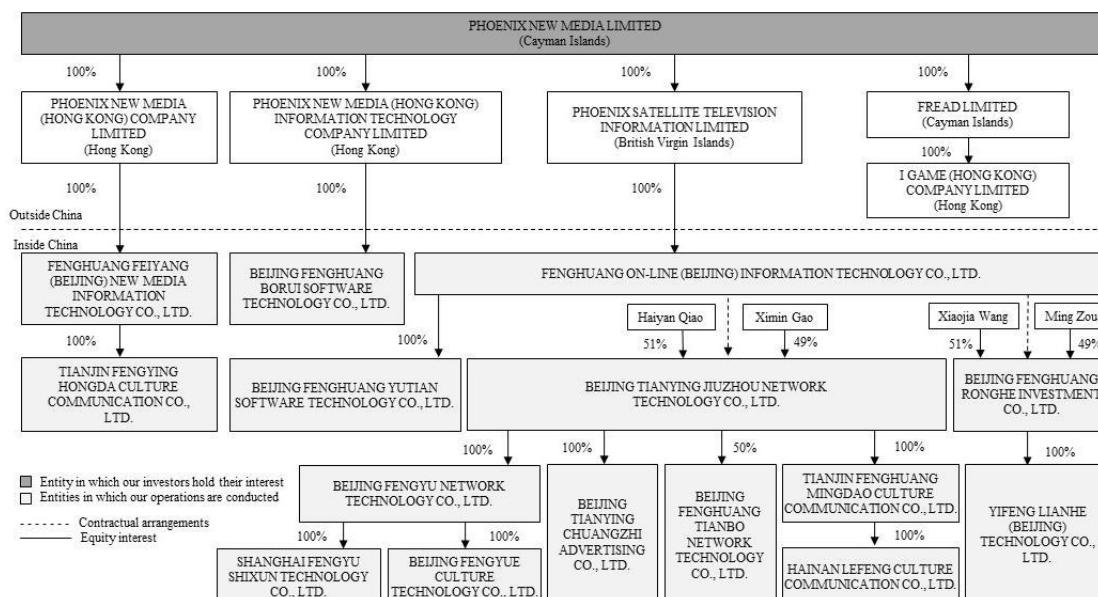 PHOENIX NEW MEDIA LIMITED
(Cayman Islands)
100%
100%
100%
100%
PHOENIX NEW MEDIA
(HONG KONG) COMPANY
LIMITED
(Hong Kong)
PHOENIX NEW MEDIA (HONG KONG)
INFORMATION TECHNOLOGY
COMPANY LIMITED
(Hong Kong)
PHOENIX SATELLITE TELEVISION
INFORMATION LIMITED
(British Virgin Islands)
FREAD LIMITED
(Cayman Islands)
100%
100%
100%
100%
I GAME (HONG KONG)
COMPANY LIMITED
(Hong Kong)
Outside China
Inside China
FENGHUANG FEIYANG
(BEIJING) NEW MEDIA
INFORMATION
TECHNOLOGY CO., LTD.
BEIJING FENGHUANG
BORUI SOFTWARE
TECHNOLOGY CO., LTD.
FENGHUANG ON-LINE (BEIJING) INFORMATION TECHNOLOGY CO., LTD.
Haiyan Qiao
Ximin Gao
Xiaojia Wang
Ming Zou
100%
100%
51%
49%
51%
49%
TIANJIN FENGYING
HONGDA CULTURE
COMMUNICATION CO.,
LTD.
BEIJING FENGHUANG YUTIAN
SOFTWARE TECHNOLOGY CO., LTD.
BEIJING TIANYING JIUZHOU NETWORK
TECHNOLOGY CO., LTD.
BEIJING FENGHUANG
RONGHE INVESTMENT
CO., LTD.
100%
100%
50%
100%
100%
BEIJING FENGYU NETWORK
TECHNOLOGY CO., LTD.
BEIJING
TIANYING
CHUANGZHI
ADVERTISING
CO., LTD.
BEIJING
FENGHUANG
TIANBO
NETWORK
TECHNOLOGY
CO., LTD.
TIANJIN FENGHUANG
MINGDAO CULTURE
COMMUNICATION CO., LTD.
YIFENG LIANHE
(BEIJING)
TECHNOLOGY CO.,
LTD.
Entity in which our investors hold their interest
Entities in which our operations are conducted
Contractual arrangements
Equity interest
100%
100%
100%
SHANGHAI FENGYU
SHIXUN TECHNOLOGY
CO., LTD.
BEIJING FENGYUE
CULTURE
TECHNOLOGY CO., LTD.
HAINAN LEFENG CULTURE
COMMUNICATION CO., LTD.